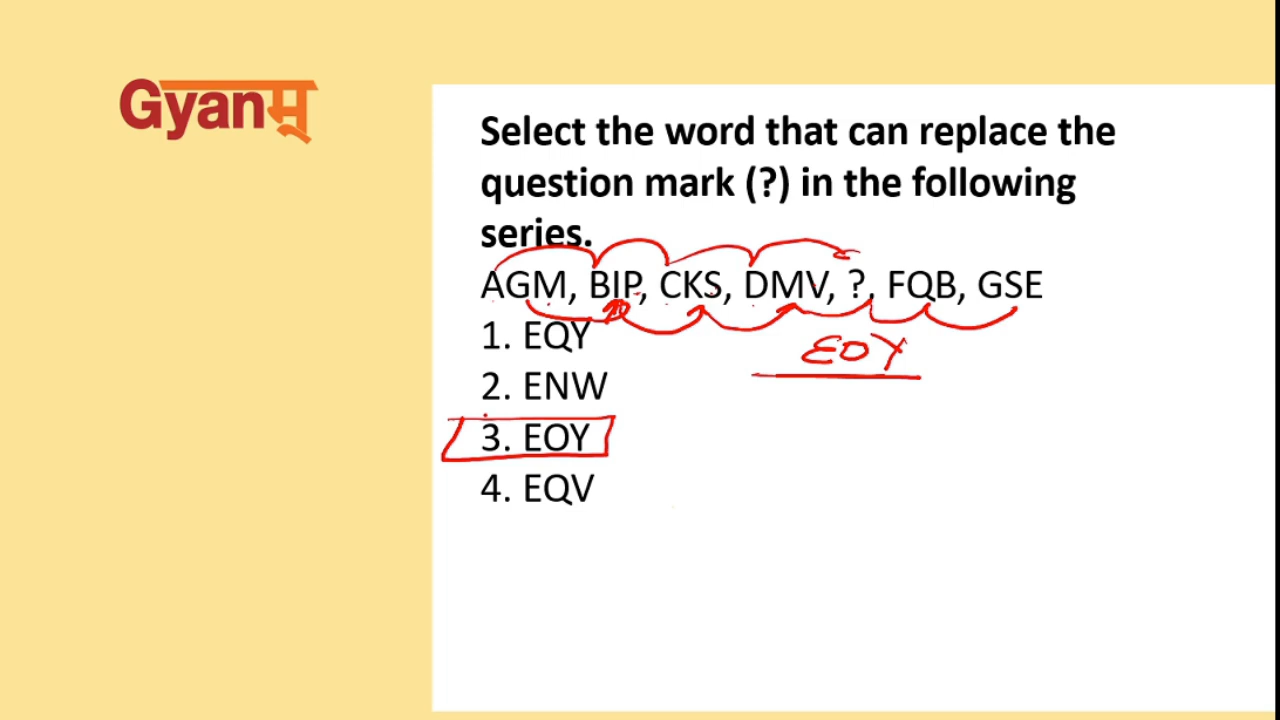 Gyanम्
Select the word that can replace the
question mark (?) in the following
series.
AGM, BIP, CKS, DMV, ?, FQB, GSE
1. EQY
EOY
2. ENW
3. EOY
4. EQV